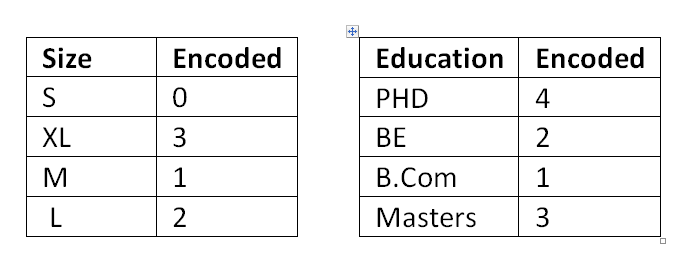 Size Encoded
S 0
XL 3
M 1
L 2
Education Encoded
PHD 4
BE 2
B.Com 1
Masters 3